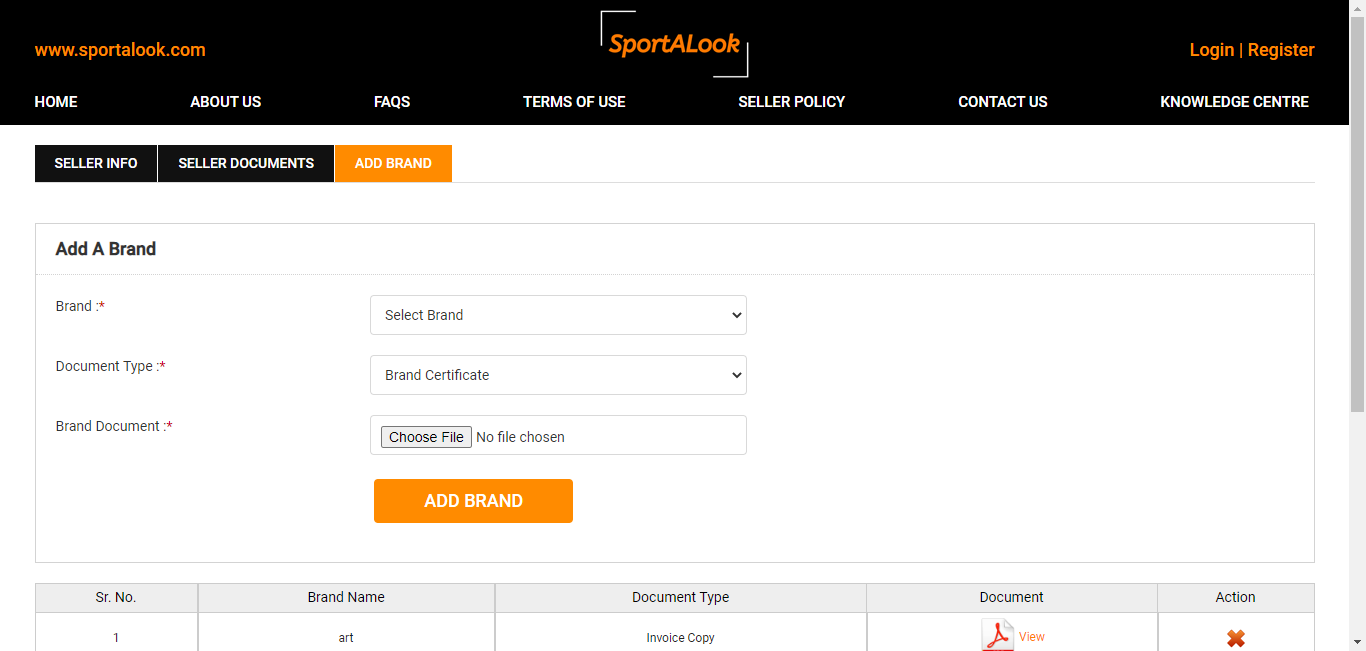 www.sportalook.com
SportALook
Login | Register
HOME ABOUT US FAQS TERMS OF USE SELLER POLICY CONTACT US KNOWLEDGE CENTRE
SELLER INFO SELLER DOCUMENTS ADD BRAND
Add A Brand
Brand :*
Select Brand
Document Type :*
Brand Certificate
Brand Document :*
Choose File No file chosen
ADD BRAND
Sr. No. Brand Name Document Type Document Action
1 art Invoice Copy View